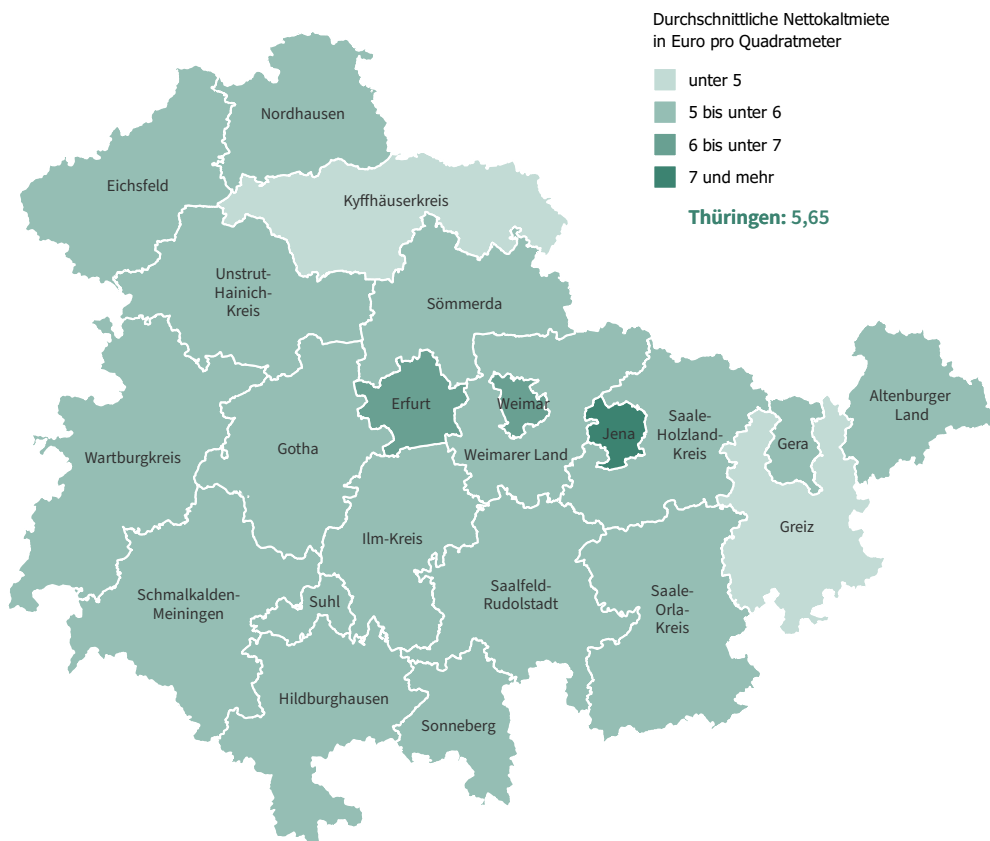 Durchschnittliche Nettokaltmiete
in Euro pro Quadratmeter
unter 5
5 bis unter 6
6 bis unter 7
7 und mehr
Thüringen: 5,65
Nordhausen
Eichsfeld
Kyffhäuserkreis
Unstrut-
Hainich-
Kreis
Sömmerda
Erfurt
Weimar
Jena
Saale-
Holzland-
Kreis
Altenburger
Land
Gera
Wartburgkreis
Gotha
Weimarer Land
Greiz
Ilm-Kreis
Schmalkalden-
Meiningen
Suhl
Saalfeld-
Rudolstadt
Saale-
Orla-
Kreis
Hildburghausen
Sonneberg